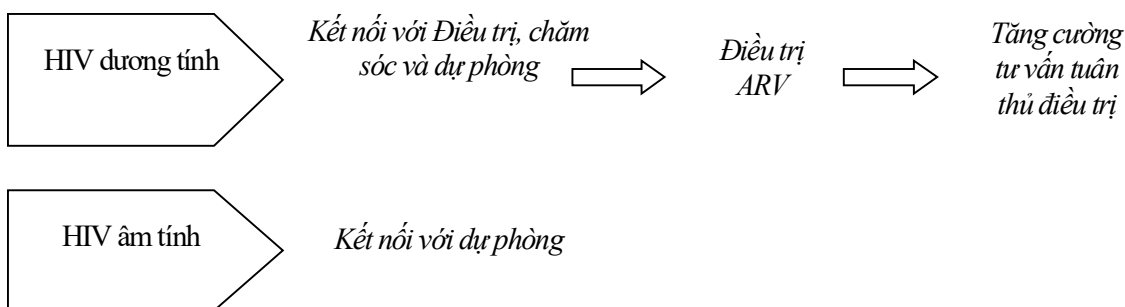 HIV dương tính
Kết nối với Điều trị, chăm
sóc và dự phòng
Điều trị
ARV
Tăng cường
tư vấn tuân
thủ điều trị
HIV âm tính
Kết nối với dự phòng